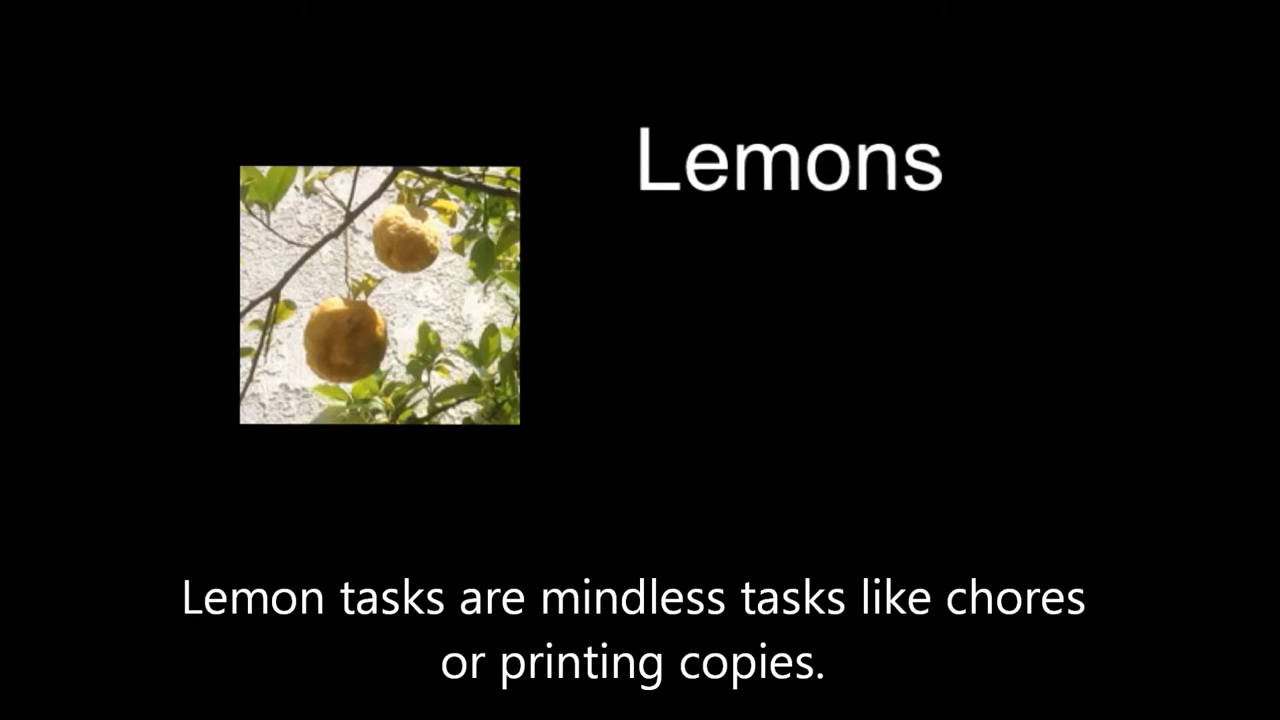 Lemons
Lemon tasks are mindless tasks like chores
or printing copies.